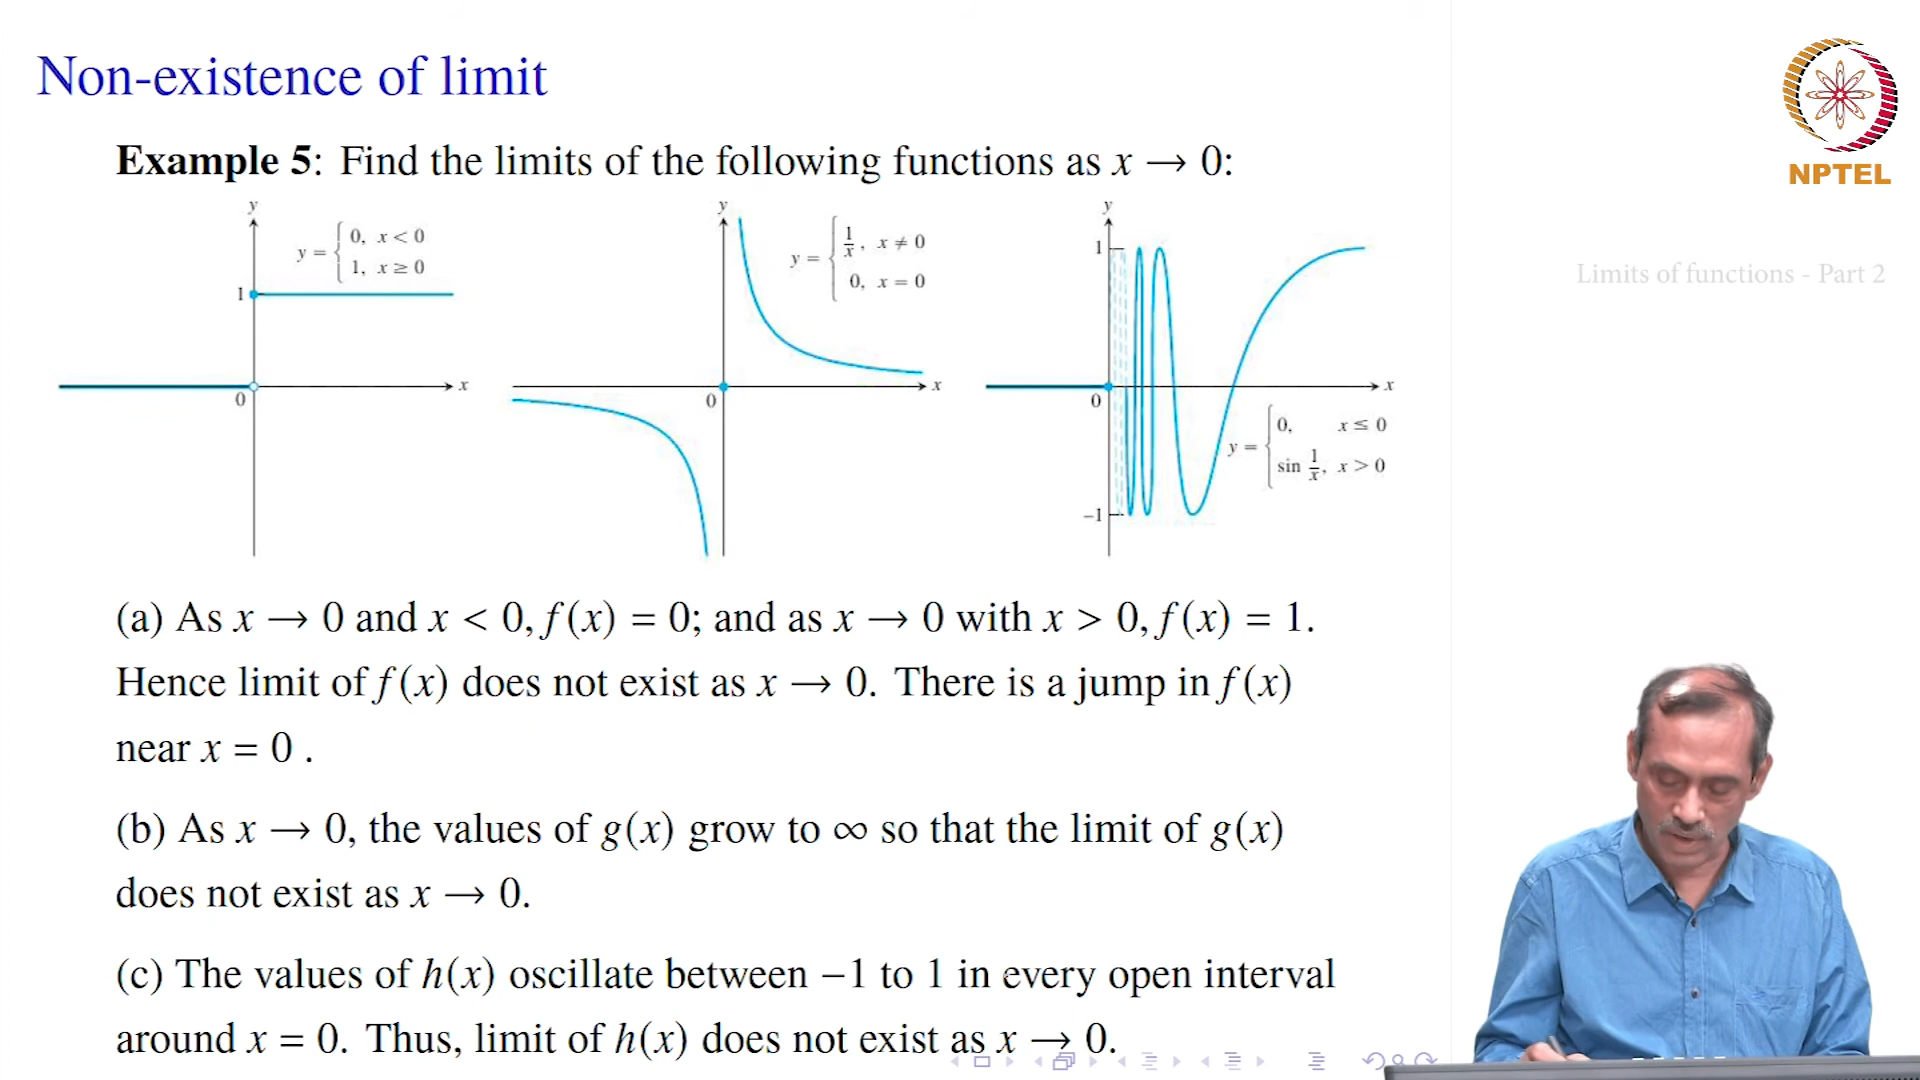 Non-existence of limit
NPTEL
Example 5: Find the limits of the following functions as x → 0:
Limits of functions - Part 2
y
y = { 0, x < 0
1, x ≥ 0
1
0
x
y
y = { 1/x, x ≠ 0
0, x = 0
0
x
y
1
0
x
-1
y = { 0, x ≤ 0
sin 1/x, x > 0
(a) As x → 0 and x < 0, f(x) = 0; and as x → 0 with x > 0, f(x) = 1.
Hence limit of f(x) does not exist as x → 0. There is a jump in f(x)
near x = 0 .
(b) As x → 0, the values of g(x) grow to ∞ so that the limit of g(x)
does not exist as x → 0.
(c) The values of h(x) oscillate between −1 to 1 in every open interval
around x = 0. Thus, limit of h(x) does not exist as x → 0.